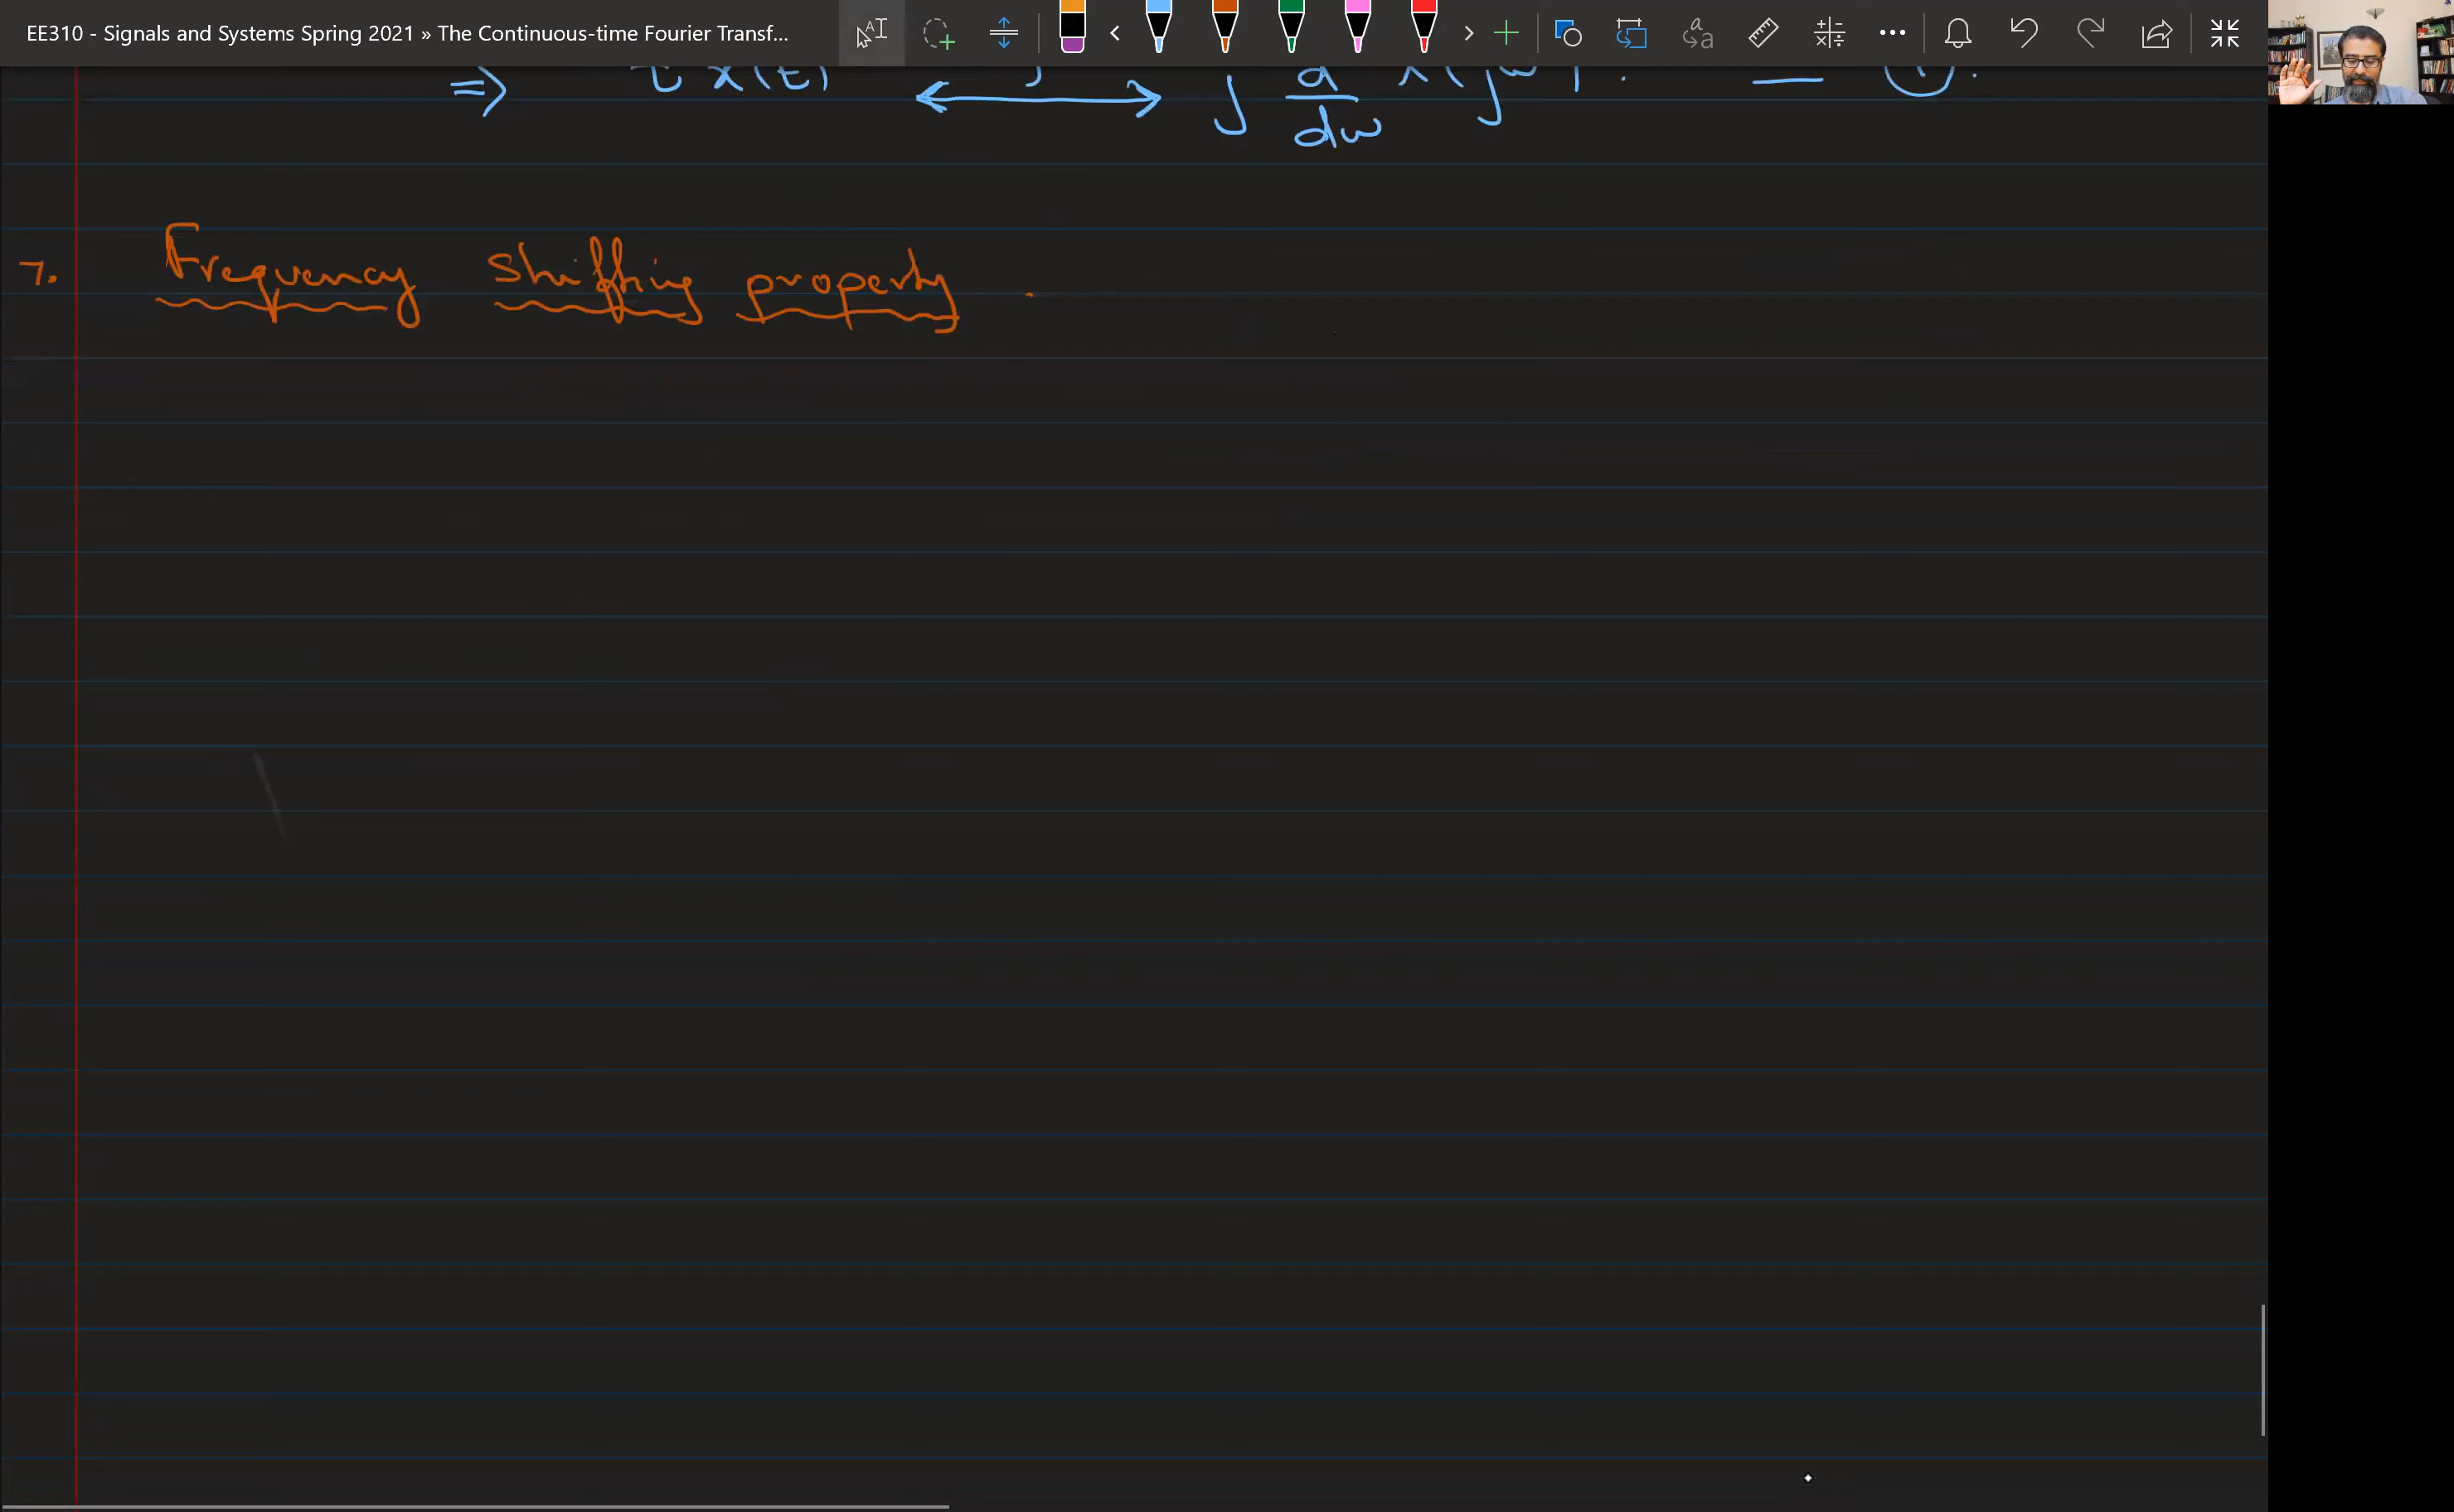 EE310 - Signals and Systems Spring 2021 » The Continuous-time Fourier Transf...
⇒ t x(t) ⟷ j d/dω X(jω).
7. Frequency Shifting property .